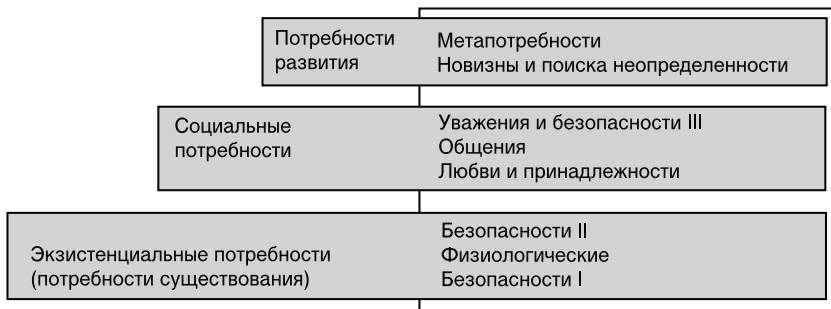 Потребности
развития
Метапотребности
Новизны и поиска неопределенности
Социальные
потребности
Уважения и безопасности III
Общения
Любви и принадлежности
Экзистенциальные потребности
(потребности существования)
Безопасности II
Физиологические
Безопасности I